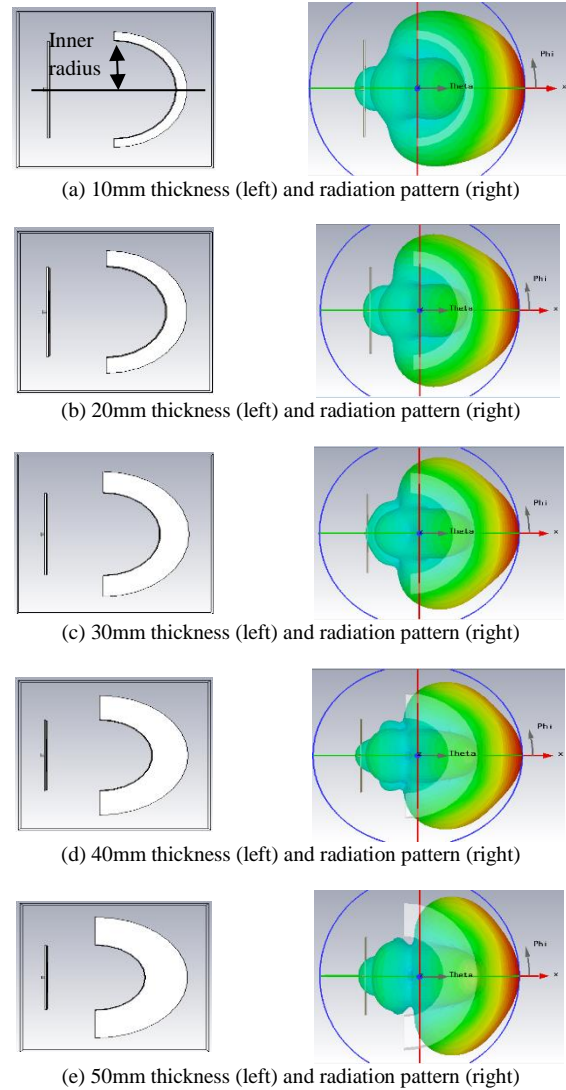 Inner
radius
Phi
Theta
x
(a) 10mm thickness (left) and radiation pattern (right)
Phi
Theta
x
(b) 20mm thickness (left) and radiation pattern (right)
Phi
Theta
x
(c) 30mm thickness (left) and radiation pattern (right)
Phi
Theta
x
(d) 40mm thickness (left) and radiation pattern (right)
Phi
Theta
x
(e) 50mm thickness (left) and radiation pattern (right)